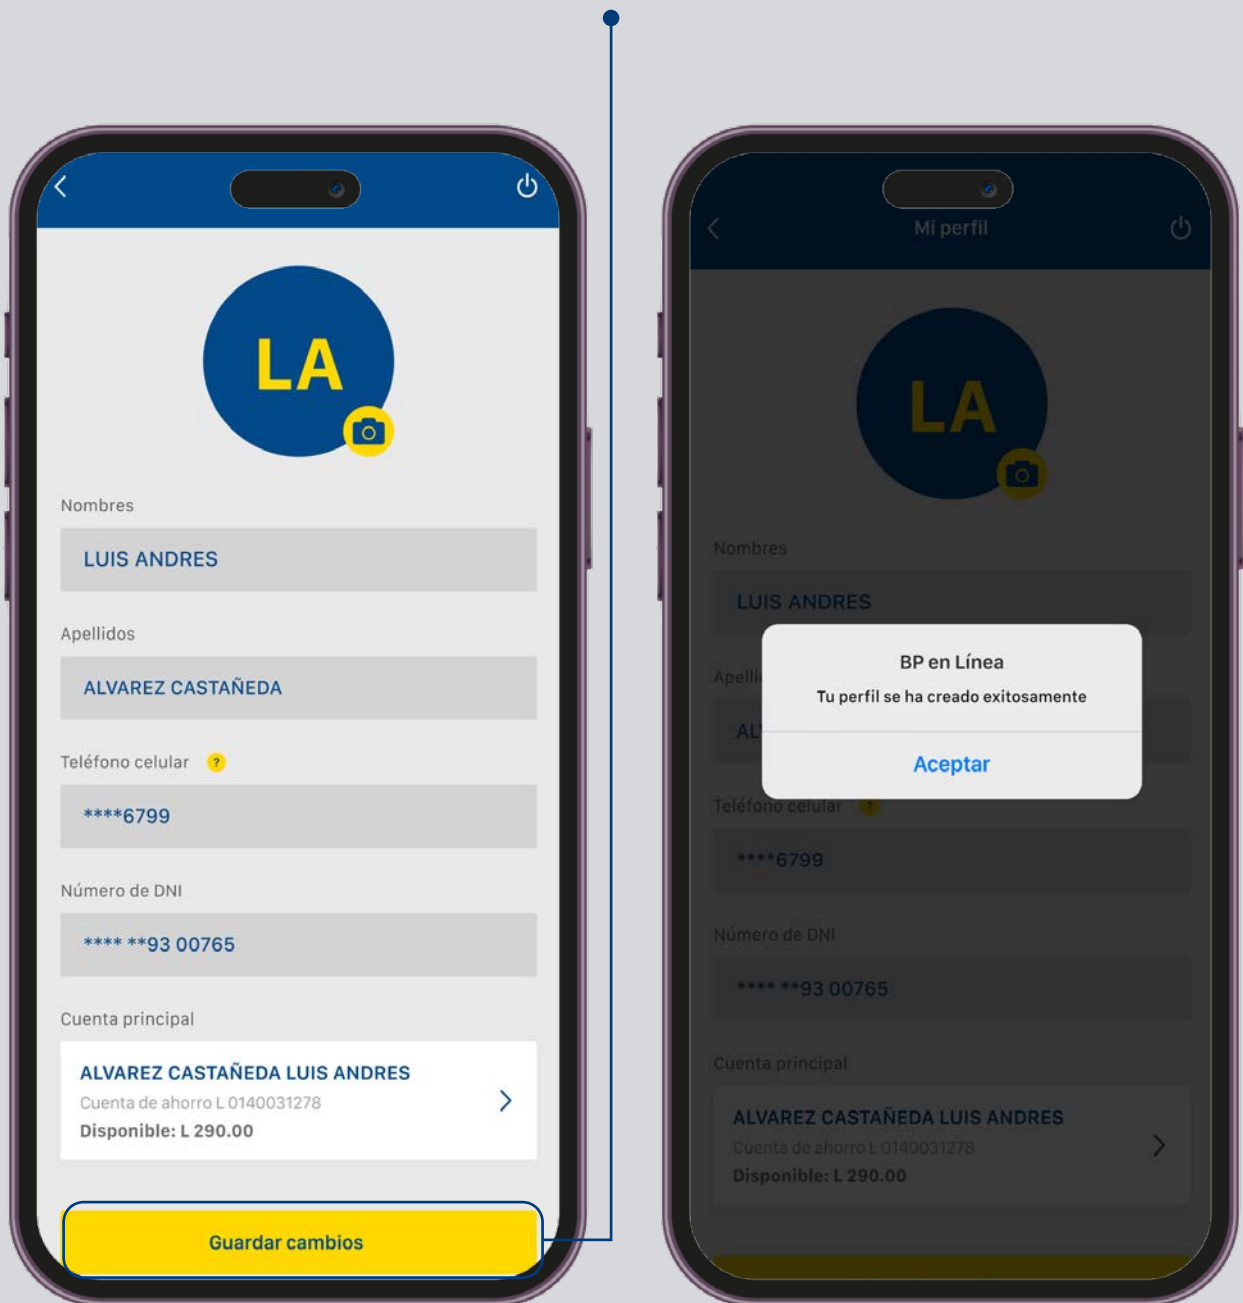 LA
Nombres
LUIS ANDRES
Apellidos
ALVAREZ CASTAÑEDA
Teléfono celular ?
****6799
Número de DNI
**** **93 00765
Cuenta principal
ALVAREZ CASTAÑEDA LUIS ANDRES
Cuenta de ahorro L 0140031278
Disponible: L 290.00
Guardar cambios
Mi perfil
LA
Nombres
LUIS ANDRES
BP en Línea
Tu perfil se ha creado exitosamente
Aceptar
Apelli
AL
Teléfono celular ?
****6799
Número de DNI
**** **93 00765
Cuenta principal
ALVAREZ CASTAÑEDA LUIS ANDRES
Cuenta de ahorro L 0140031278
Disponible: L 290.00